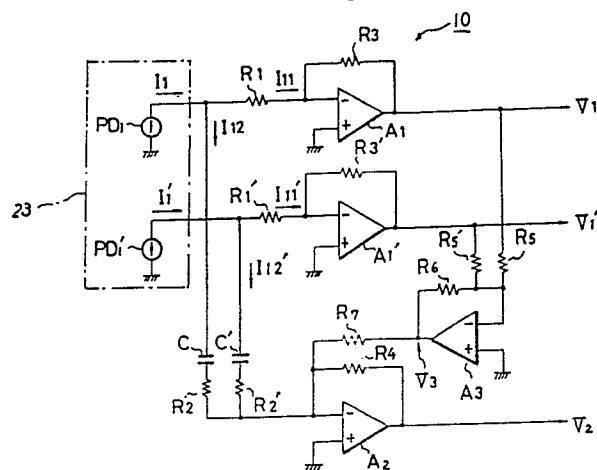 10
R3
I1
R1
I11
V1
PD1
I12
A1
R3'
I1'
R1'
I11'
V1'
23
PD1'
A1'
R5'
R5
I12'
R6
R7
C
C'
R4
V3
A3
R2
R2'
A2
V2